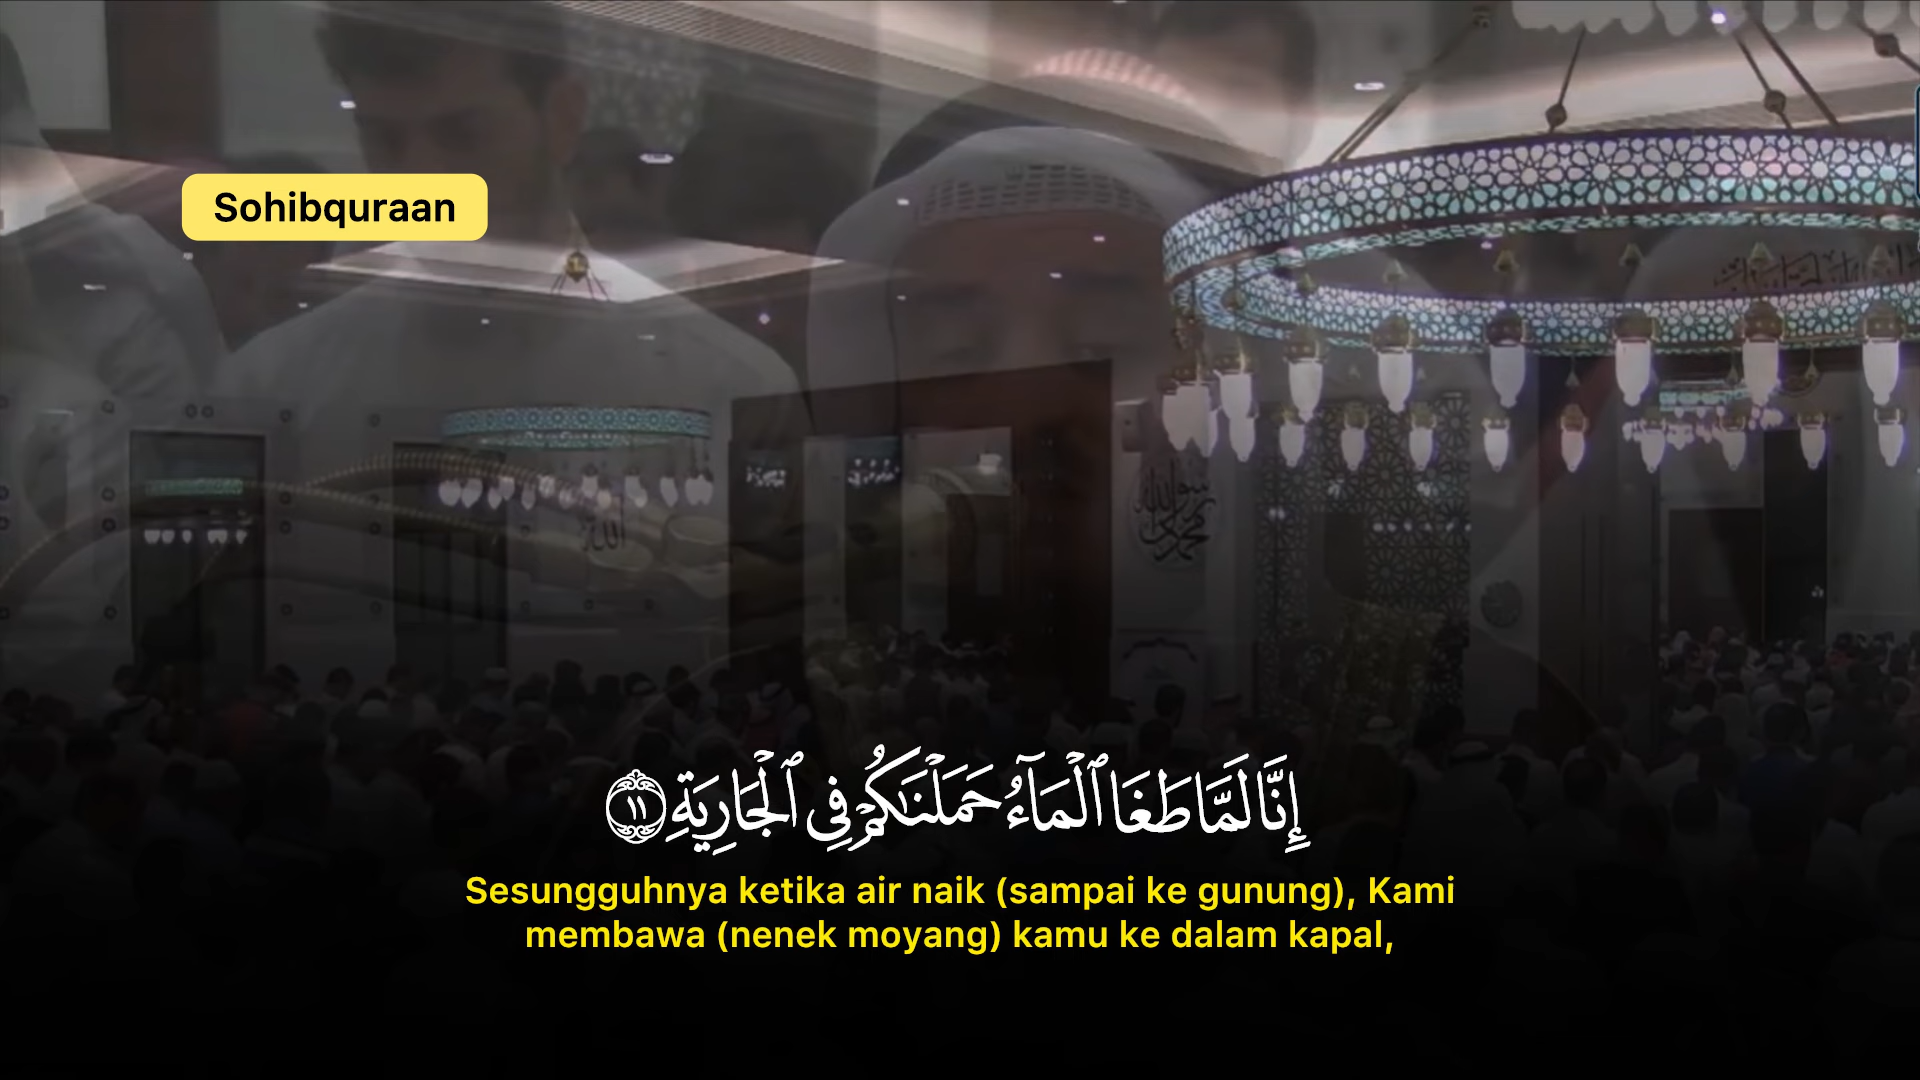 Sohibquraan
الله
إِنَّا لَمَّا طَغَا ٱلْمَآءُ حَمَلْنَٰكُمْ فِى ٱلْجَارِيَةِ ١١
Sesungguhnya ketika air naik (sampai ke gunung), Kami
membawa (nenek moyang) kamu ke dalam kapal,